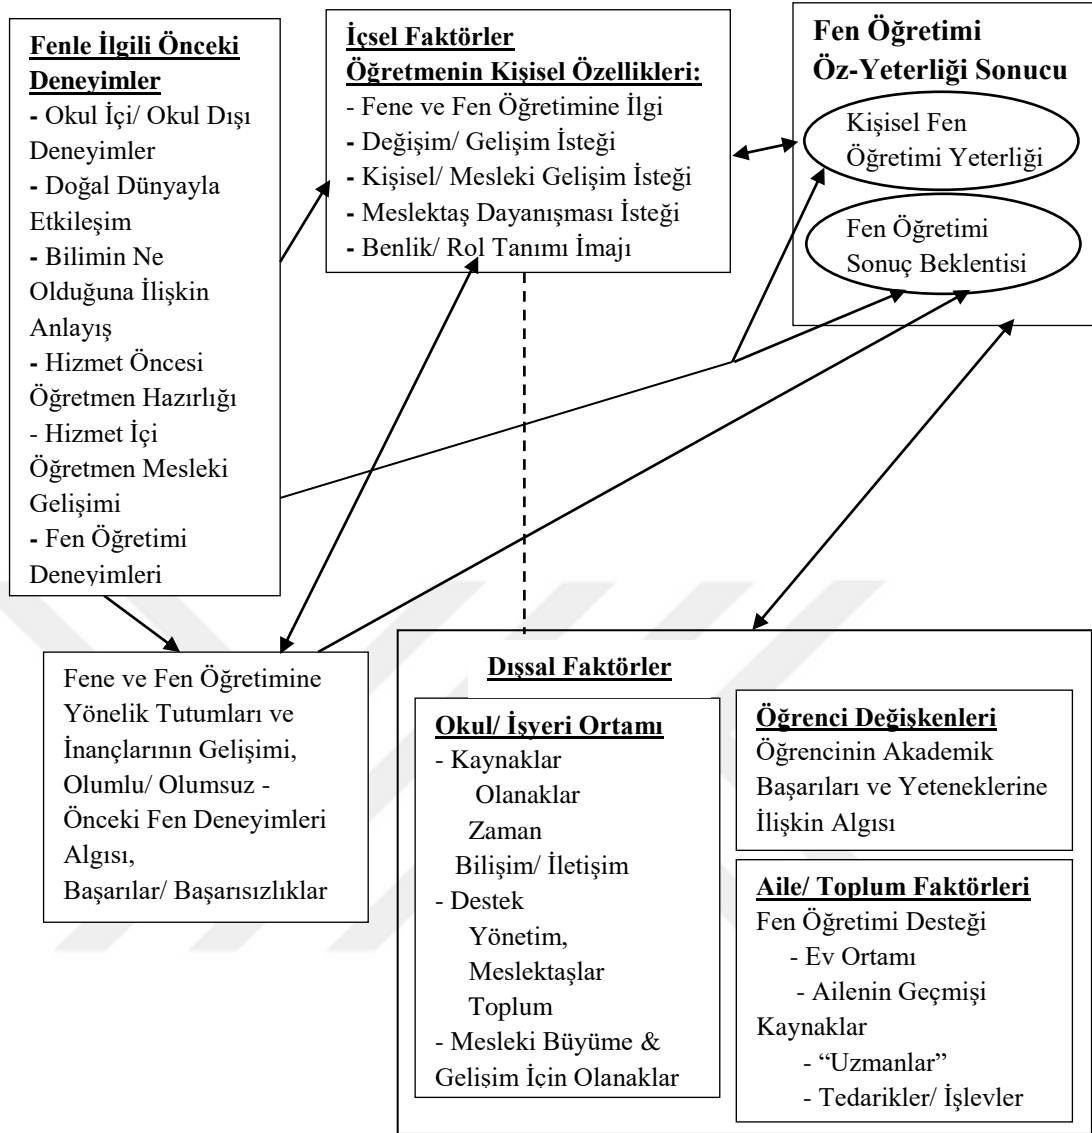 Fenle İlgili Önceki
Deneyimler
- Okul İçi/ Okul Dışı
Deneyimler
- Doğal Dünyayla
Etkileşim
- Bilimin Ne
Olduğuna İlişkin
Anlayış
- Hizmet Öncesi
Öğretmen Hazırlığı
- Hizmet İçi
Öğretmen Mesleki
Gelişimi
- Fen Öğretimi
Deneyimleri
İçsel Faktörler
Öğretmenin Kişisel Özellikleri:
- Fene ve Fen Öğretimine İlgi
- Değişim/ Gelişim İsteği
- Kişisel/ Mesleki Gelişim İsteği
- Meslektaş Dayanışması İsteği
- Benlik/ Rol Tanımı İmajı
Fen Öğretimi
Öz-Yeterliği Sonucu
Kişisel Fen
Öğretimi Yeterliği
Fen Öğretimi
Sonuç Beklentisi
Fene ve Fen Öğretimine
Yönelik Tutumları ve
İnançlarının Gelişimi,
Olumlu/ Olumsuz -
Önceki Fen Deneyimleri
Algısı,
Başarılar/ Başarısızlıklar
Dışsal Faktörler
Okul/ İşyeri Ortamı
- Kaynaklar
Olanaklar
Zaman
Bilişim/ İletişim
- Destek
Yönetim,
Meslektaşlar
Toplum
- Mesleki Büyüme &
Gelişim İçin Olanaklar
Öğrenci Değişkenleri
Öğrencinin Akademik
Başarıları ve Yeteneklerine
İlişkin Algısı
Aile/ Toplum Faktörleri
Fen Öğretimi Desteği
- Ev Ortamı
- Ailenin Geçmişi
Kaynaklar
- “Uzmanlar”
- Tedarikler/ İşlevler